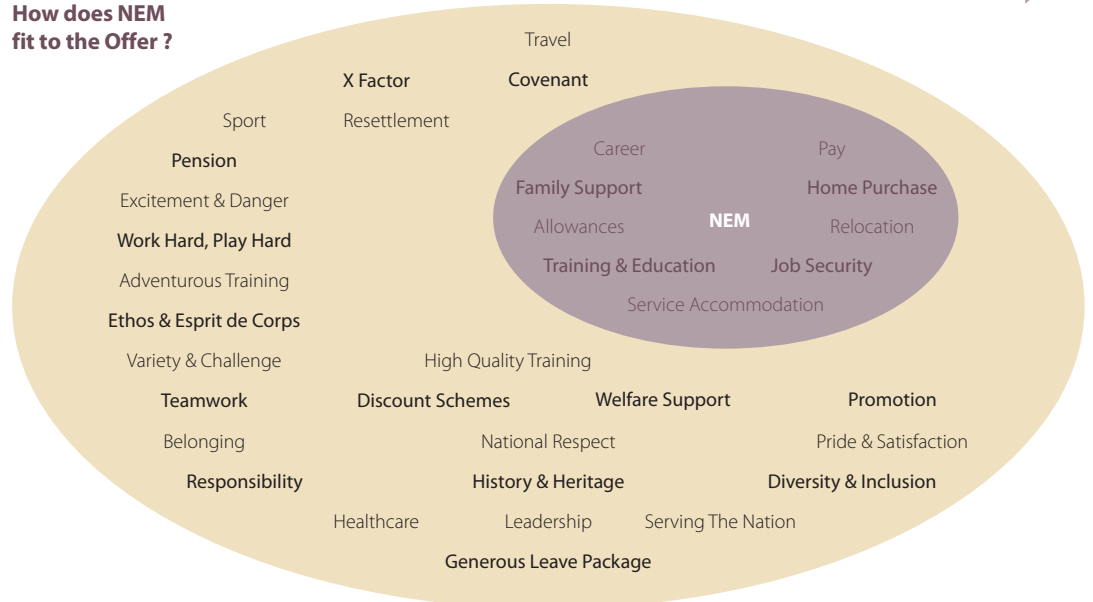 How does NEM
fit to the Offer ?
Travel
X Factor Covenant
Sport Resettlement
Career Pay
Pension
Family Support Home Purchase
Excitement & Danger
NEM
Allowances Relocation
Work Hard, Play Hard
Training & Education Job Security
Adventurous Training
Service Accommodation
Ethos & Esprit de Corps
Variety & Challenge High Quality Training
Teamwork Discount Schemes Welfare Support Promotion
Belonging National Respect Pride & Satisfaction
Responsibility History & Heritage Diversity & Inclusion
Healthcare Leadership Serving The Nation
Generous Leave Package